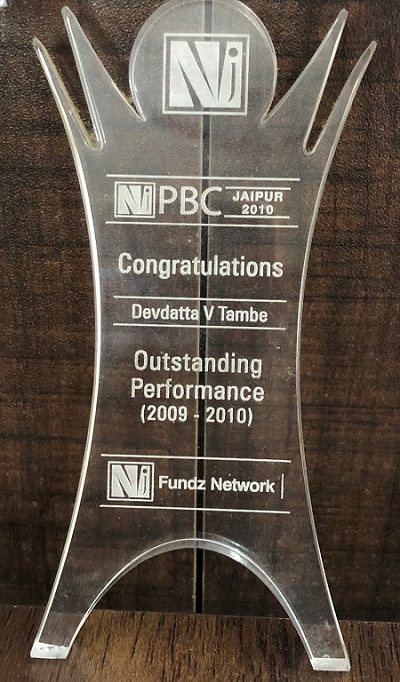 Nj
Nj PBC JAIPUR
2010
Congratulations
Devdatta V Tambe
Outstanding
Performance
(2009 - 2010)
Nj Fundz Network